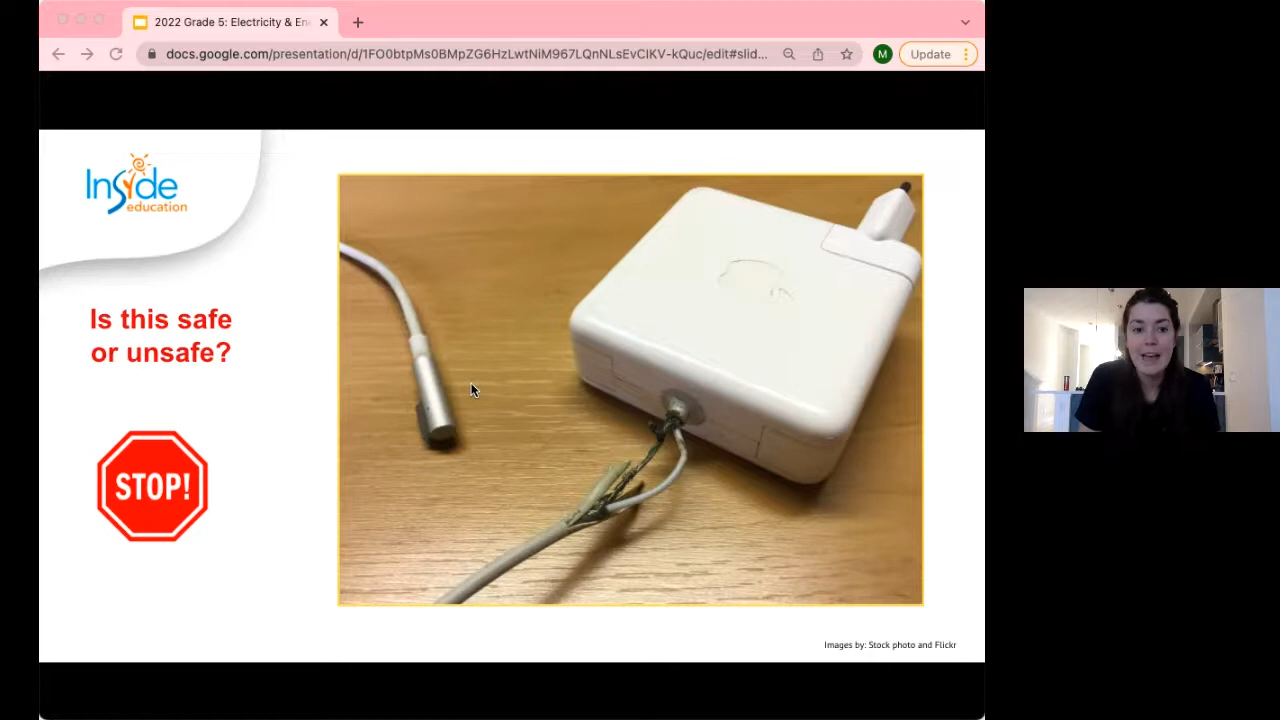 2022 Grade 5: Electricity & En
docs.google.com/presentation/d/1FO0btpMs0BMpZG6HzLwtNiM967LQnNLsEvCIKV-kQuc/edit#slid...
M
Update
Inside
education
Is this safe
or unsafe?
STOP!
Images by: Stock photo and Flickr